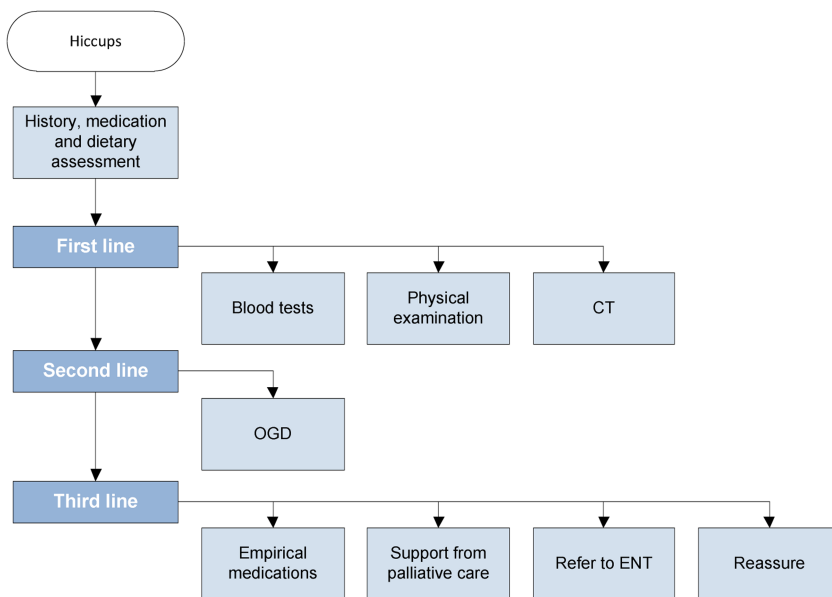 Hiccups
History, medication
and dietary
assessment
First line
Blood tests
Physical
examination
CT
Second line
OGD
Third line
Empirical
medications
Support from
palliative care
Refer to ENT
Reassure